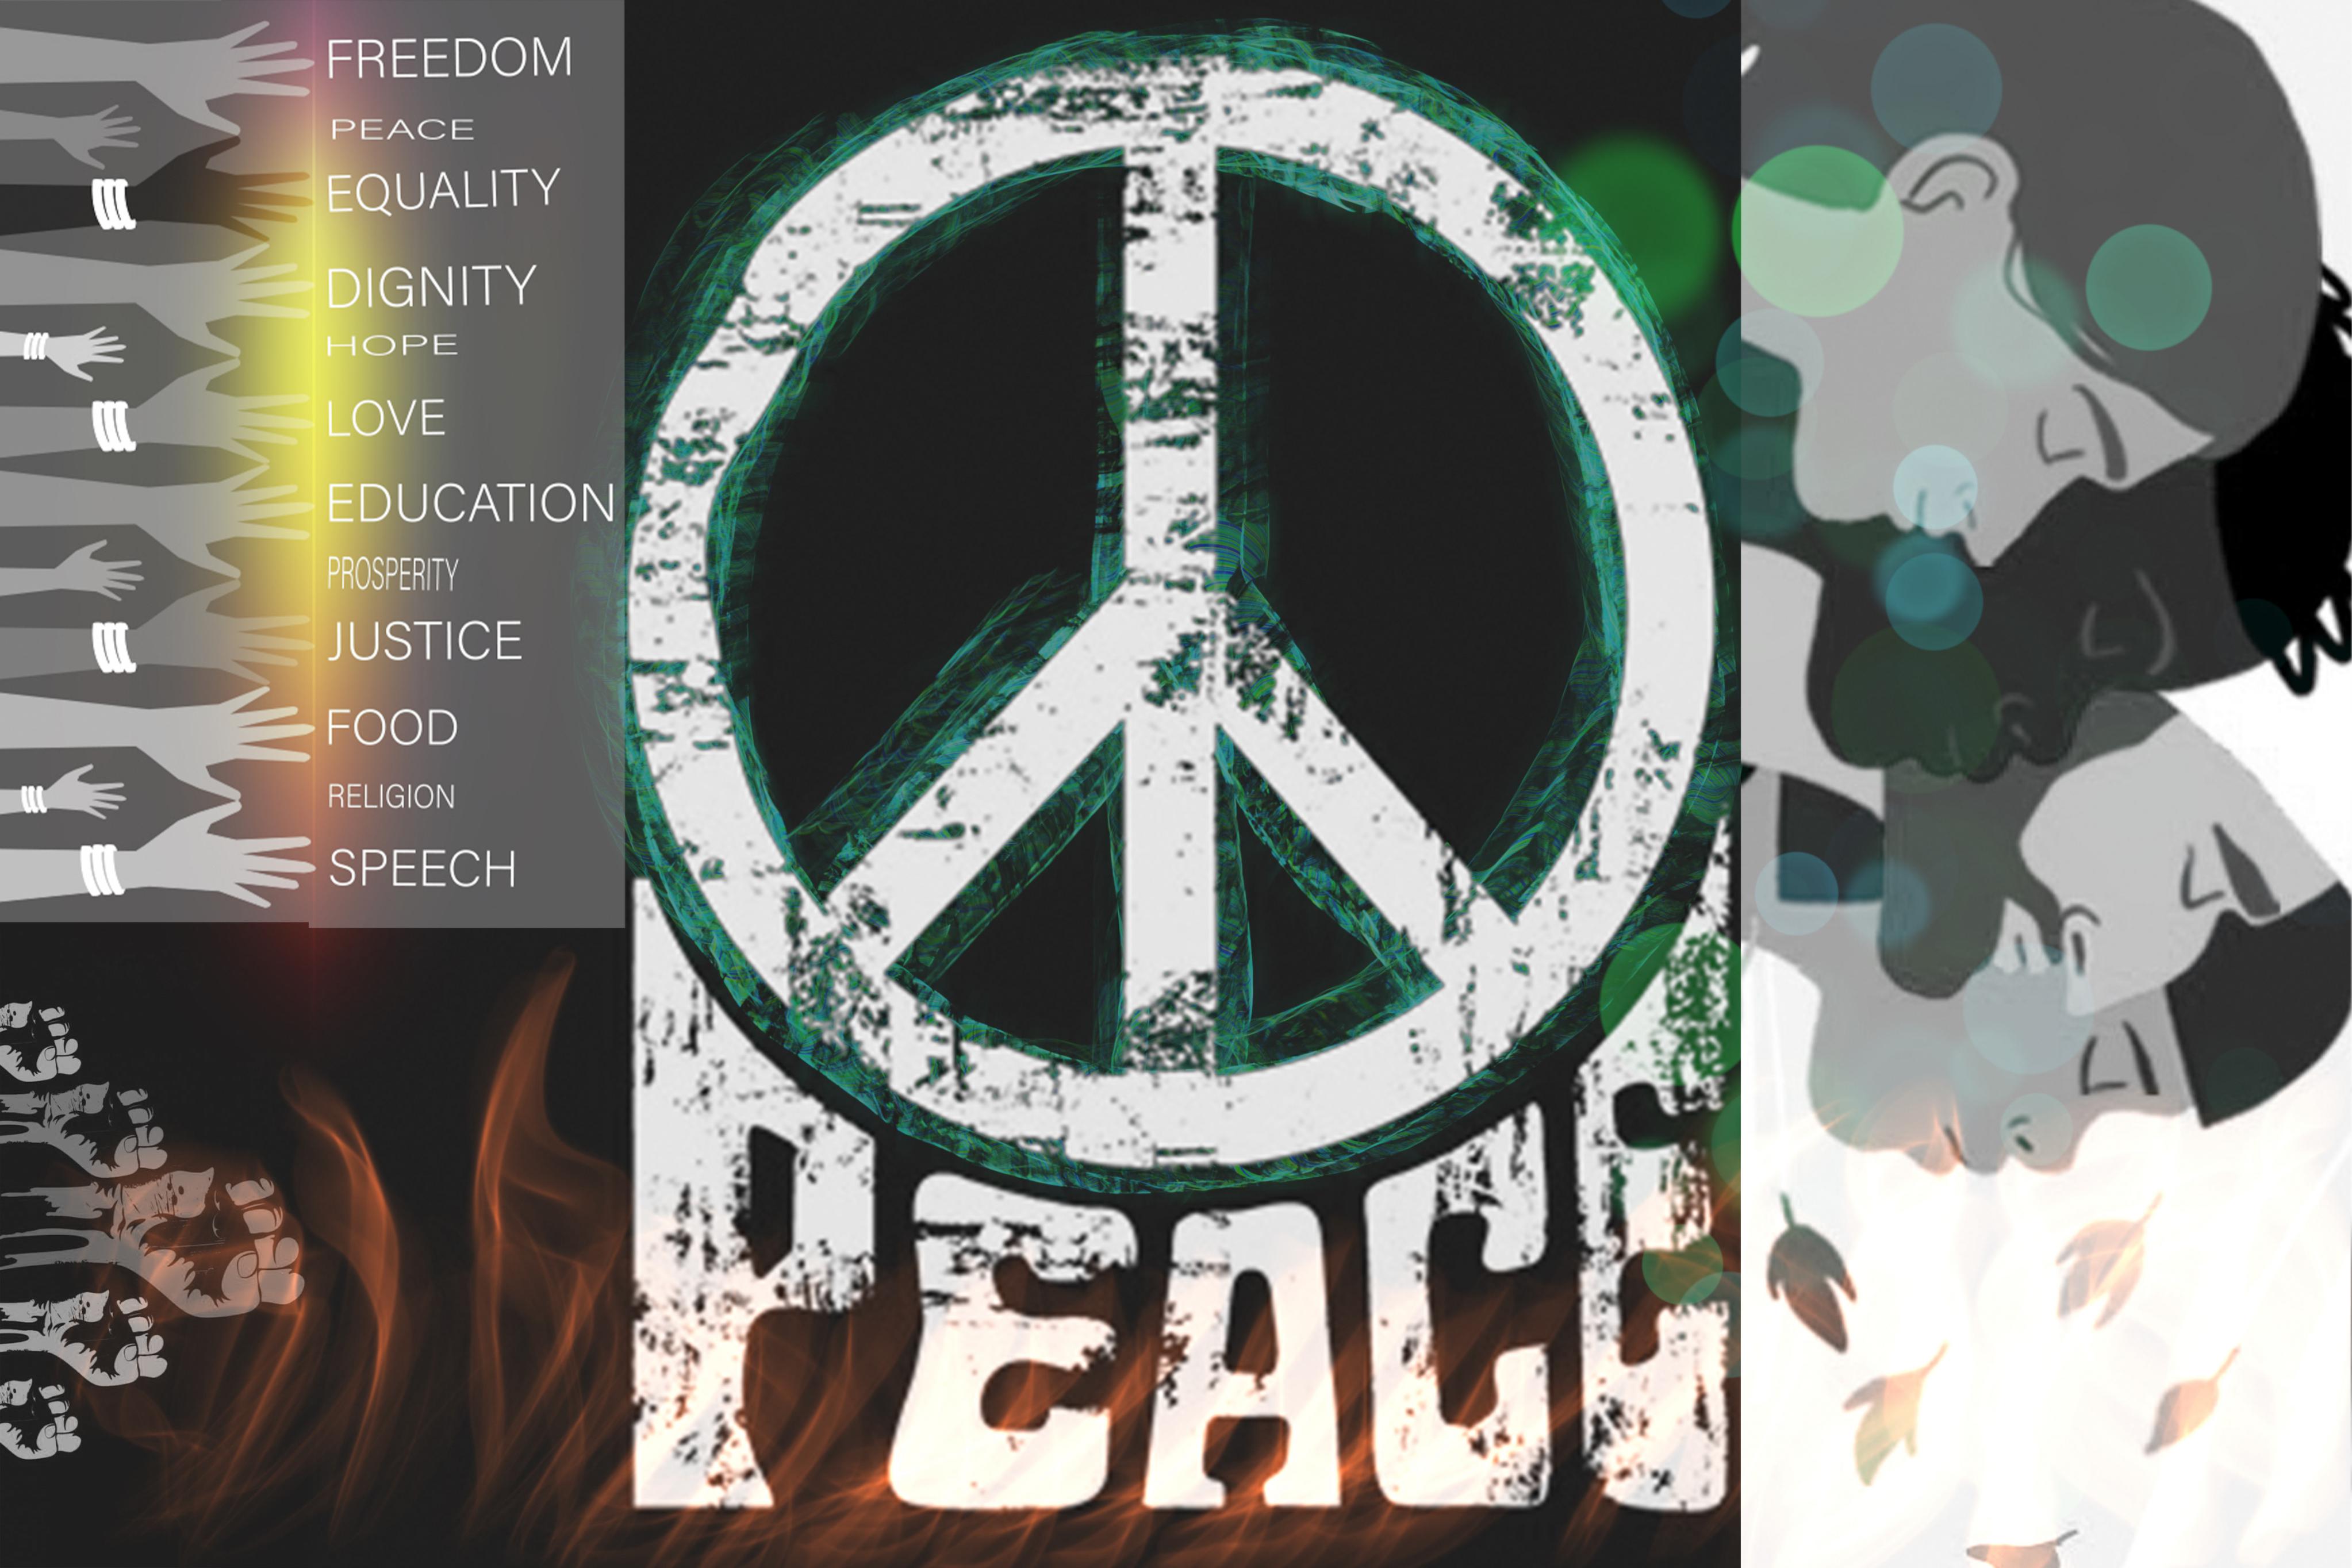 FREEDOM
PEACE
EQUALITY
DIGNITY
HOPE
LOVE
EDUCATION
PROSPERITY
JUSTICE
FOOD
RELIGION
SPEECH
PEACE